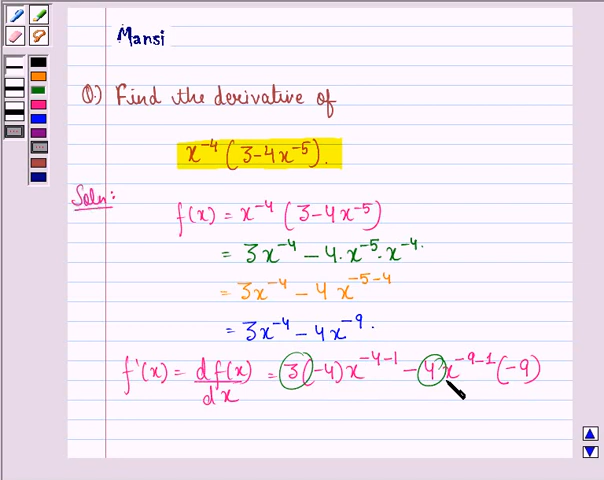 Mansi
Q.) Find the derivative of
x⁻⁴ (3-4x⁻⁵).
Soln:
f(x) = x⁻⁴ (3-4x⁻⁵)
= 3x⁻⁴ - 4·x⁻⁵·x⁻⁴.
= 3x⁻⁴ - 4x⁻⁵⁻⁴
= 3x⁻⁴ - 4x⁻⁹.
f'(x) = df(x)/dx = 3(-4)x⁻⁴⁻¹ - 4x⁻⁹⁻¹(-9)